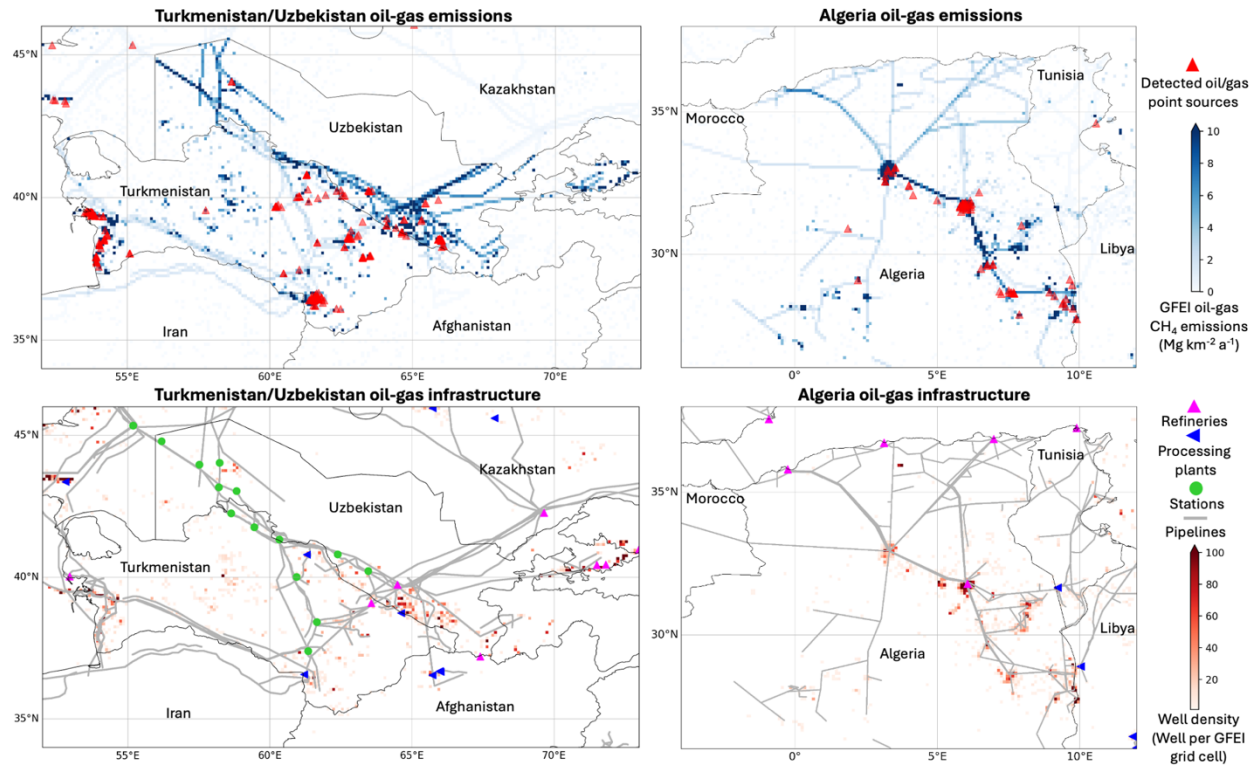 Turkmenistan/Uzbekistan oil-gas emissions
45°N
40°N
35°N
55°E
60°E
65°E
70°E
Kazakhstan
Uzbekistan
Turkmenistan
Iran
Afghanistan
Algeria oil-gas emissions
35°N
30°N
0°
5°E
10°E
Tunisia
Morocco
Algeria
Libya
Detected oil/gas
point sources
10
8
6
4
2
0
GFEI oil-gas
CH₄ emissions
(Mg km⁻² a⁻¹)
Turkmenistan/Uzbekistan oil-gas infrastructure
45°N
40°N
35°N
55°E
60°E
65°E
70°E
Kazakhstan
Uzbekistan
Turkmenistan
Iran
Afghanistan
Algeria oil-gas infrastructure
35°N
30°N
0°
5°E
10°E
Tunisia
Morocco
Algeria
Libya
Refineries
Processing
plants
Stations
Pipelines
100
80
60
40
20
Well density
(Well per GFEI
grid cell)